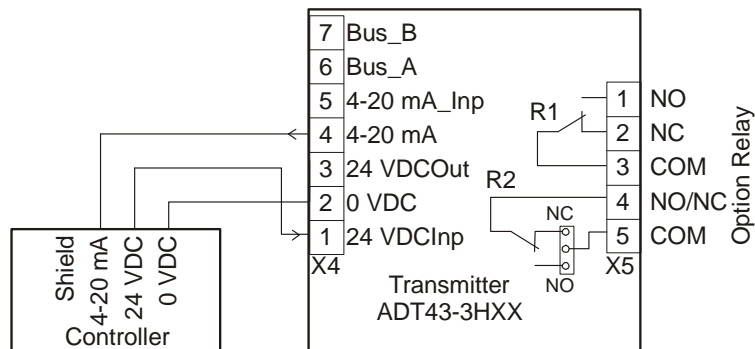 7 Bus_B
6 Bus_A
5 4-20 mA_Inp
4 4-20 mA
3 24 VDCOut
2 0 VDC
1 24 VDCInp
X4
R1
R2
NC
NO
1 NO
2 NC
3 COM
4 NO/NC
5 COM
X5
Option Relay
Transmitter
ADT43-3HXX
Shield
4-20 mA
24 VDC
0 VDC
Controller